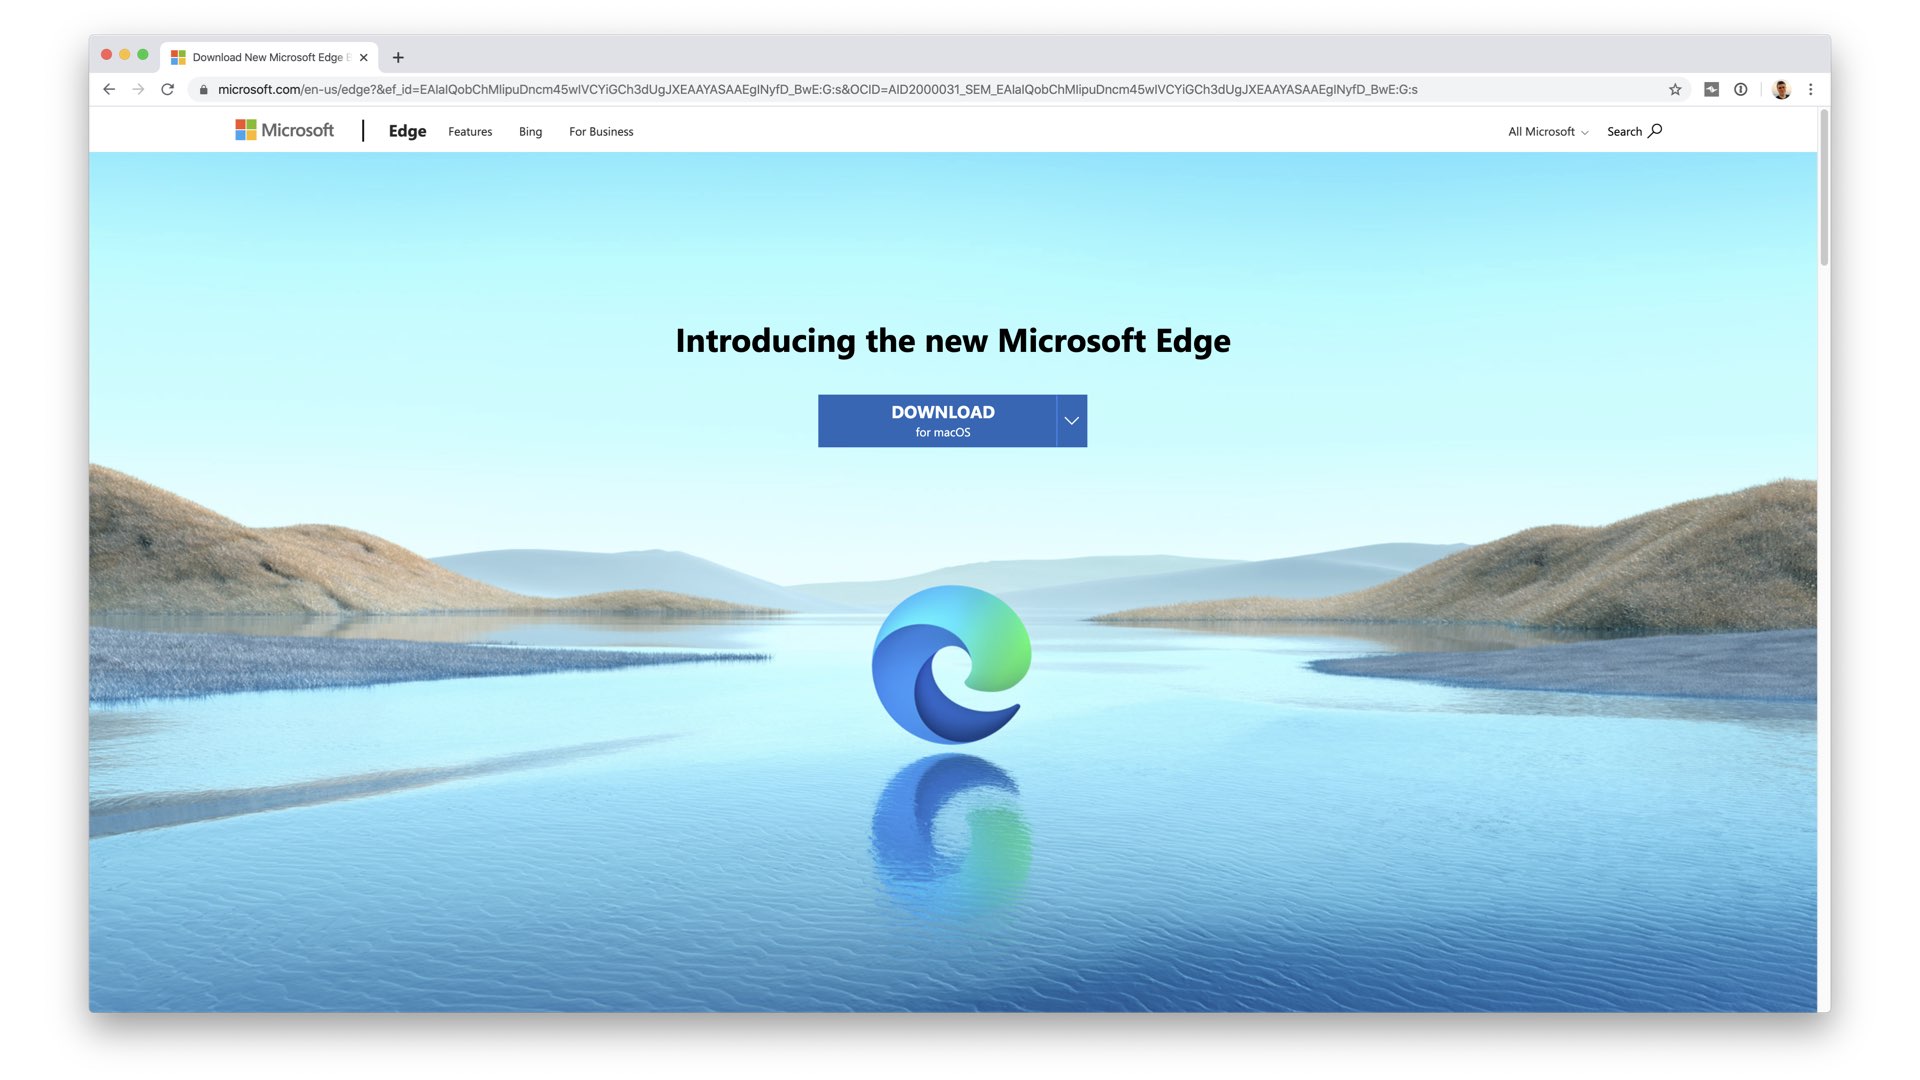 Download New Microsoft Edge
microsoft.com/en-us/edge?&ef_id=EAIaIQobChMIipuDncm45wIVCYiGCh3dUgJXEAAYASAAEgINyfD_BwE:G:s&OCID=AID2000031_SEM_EAIaIQobChMIipuDncm45wIVCYiGCh3dUgJXEAAYASAAEgINyfD_BwE:G:s
Microsoft | Edge Features Bing For Business All Microsoft Search
Introducing the new Microsoft Edge
DOWNLOAD
for macOS